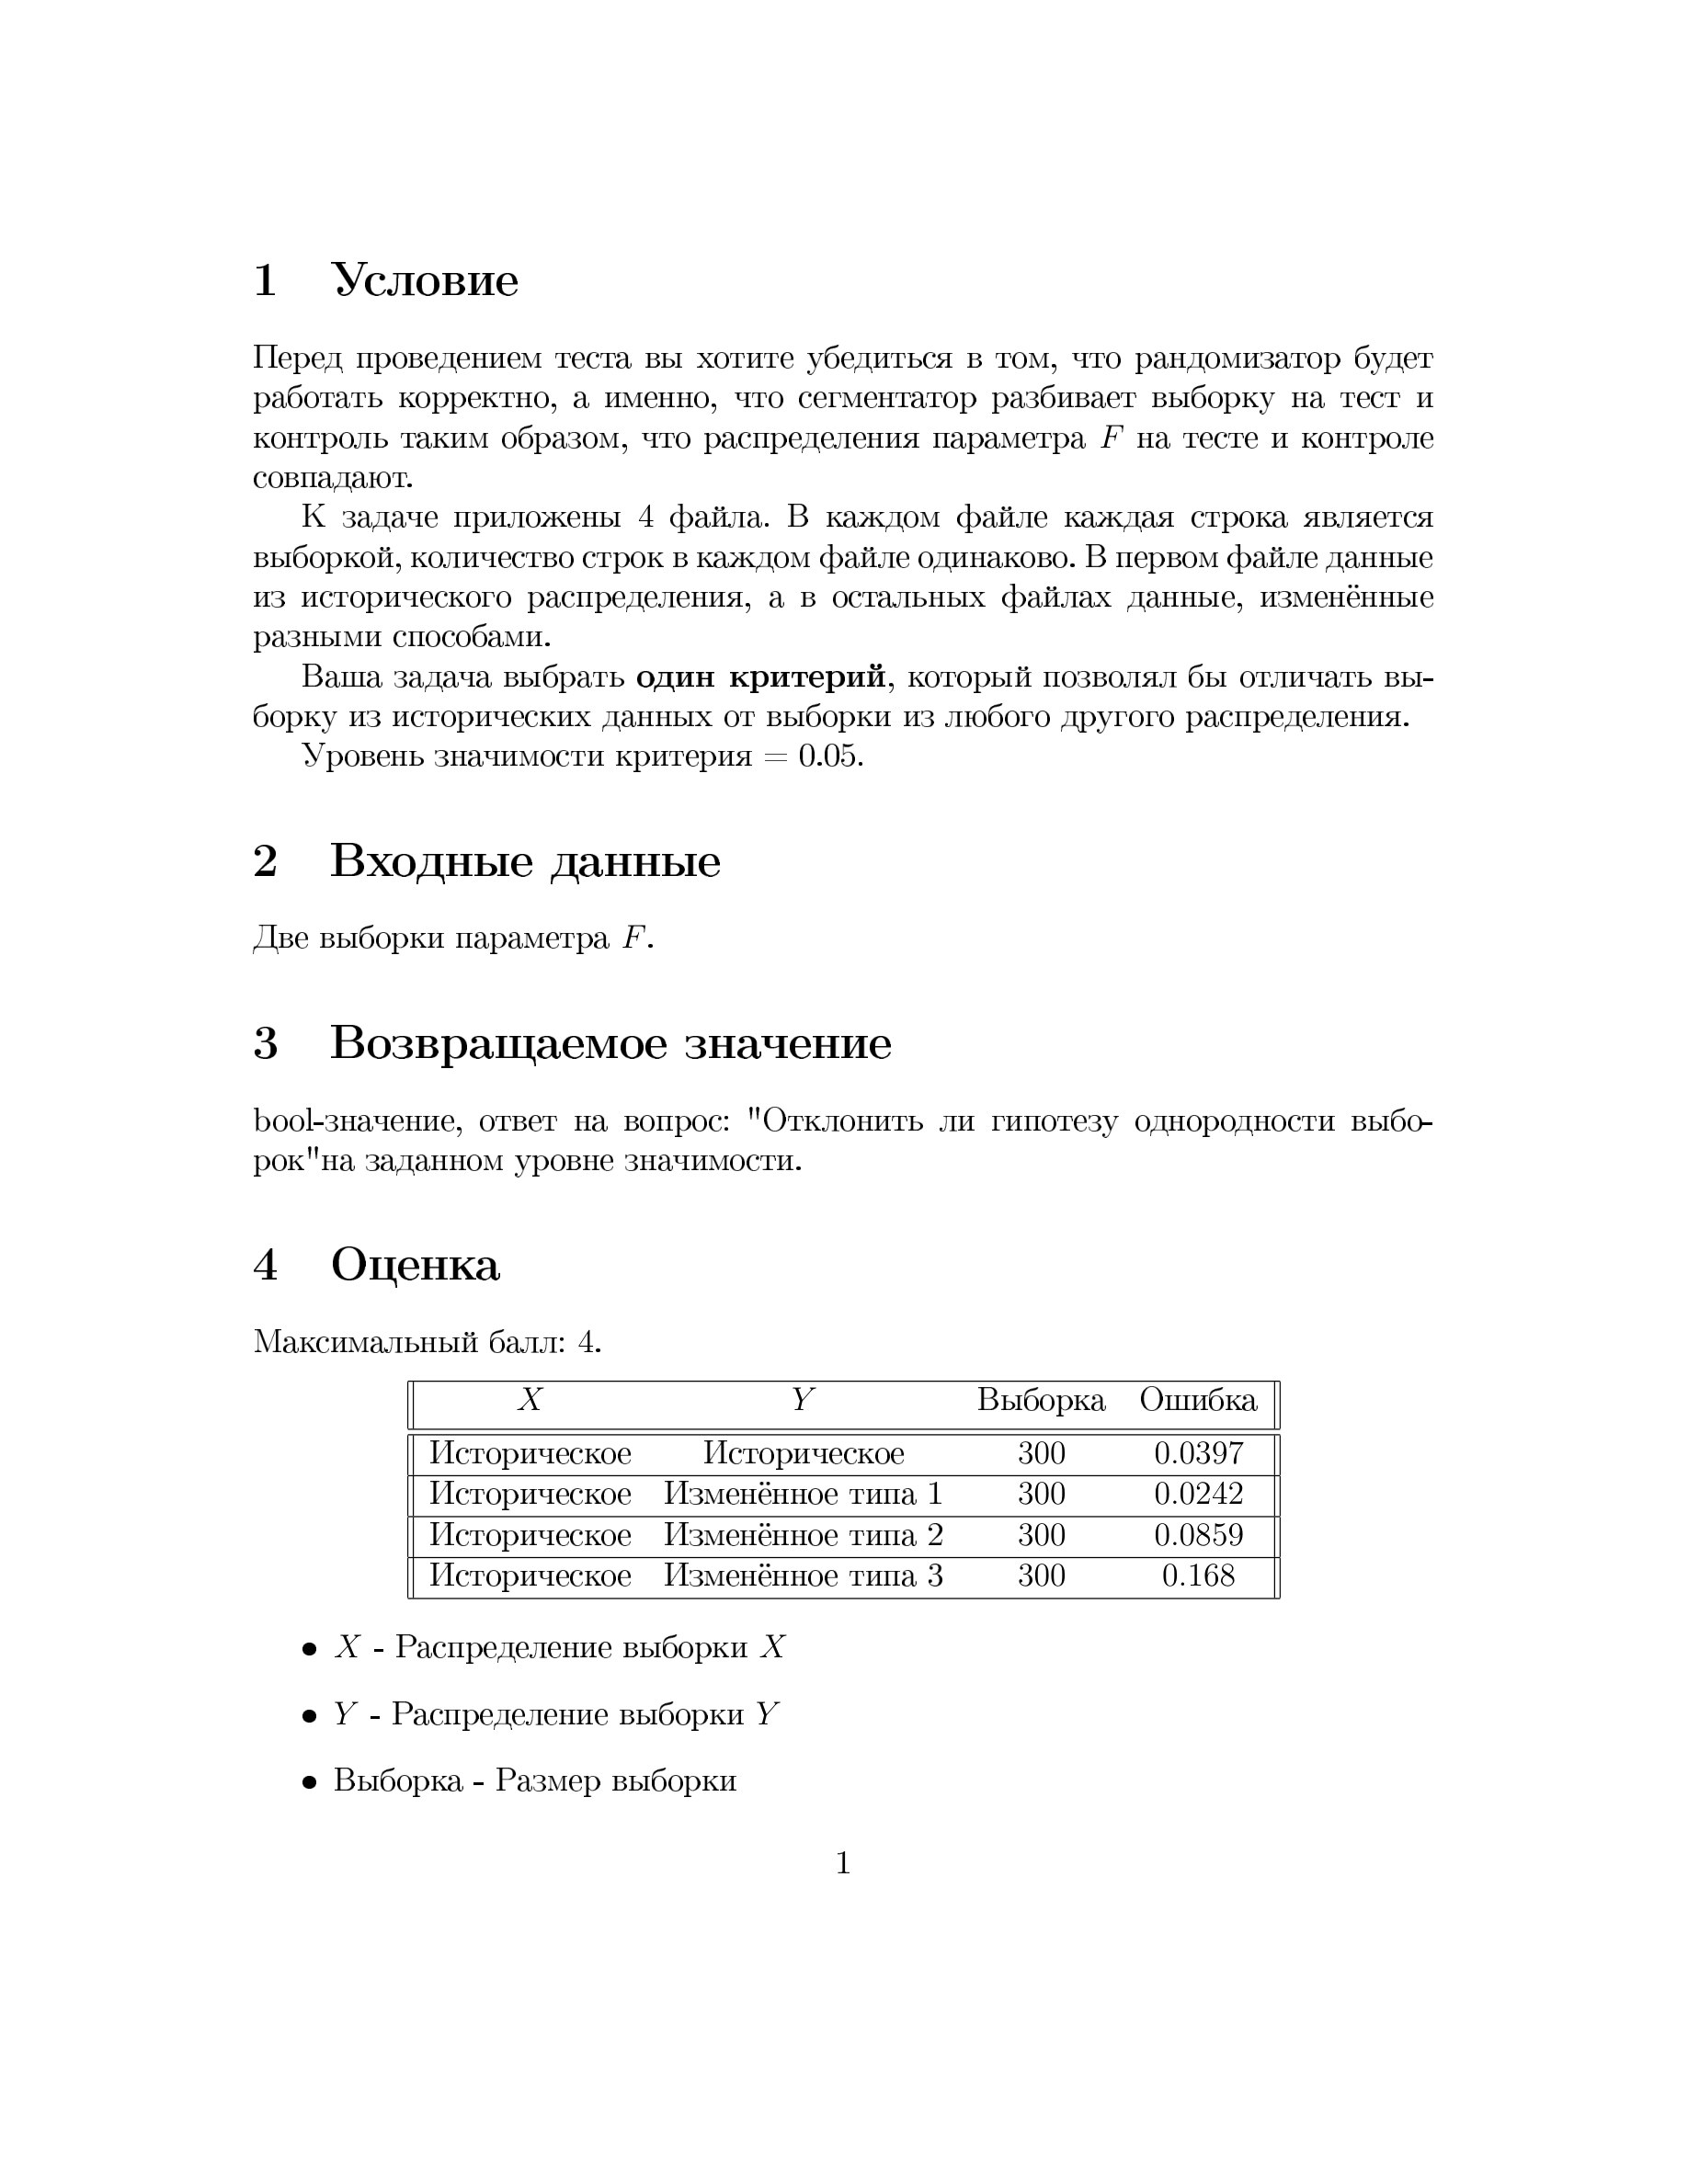 1 Условие
Перед проведением теста вы хотите убедиться в том, что рандомизатор будет
работать корректно, а именно, что сегментатор разбивает выборку на тест и
контроль таким образом, что распределения параметра F на тесте и контроле
совпадают.
К задаче приложены 4 файла. В каждом файле каждая строка является
выборкой, количество строк в каждом файле одинаково. В первом файле данные
из исторического распределения, а в остальных файлах данные, изменённые
разными способами.
Ваша задача выбрать один критерий, который позволял бы отличать вы-
борку из исторических данных от выборки из любого другого распределения.
Уровень значимости критерия = 0.05.
2 Входные данные
Две выборки параметра F.
3 Возвращаемое значение
bool-значение, ответ на вопрос: "Отклонить ли гипотезу однородности выбо-
рок"на заданном уровне значимости.
4 Оценка
Максимальный балл: 4.
X Y Выборка Ошибка
Историческое Историческое 300 0.0397
Историческое Изменённое типа 1 300 0.0242
Историческое Изменённое типа 2 300 0.0859
Историческое Изменённое типа 3 300 0.168
• X - Распределение выборки X
• Y - Распределение выборки Y
• Выборка - Размер выборки
1